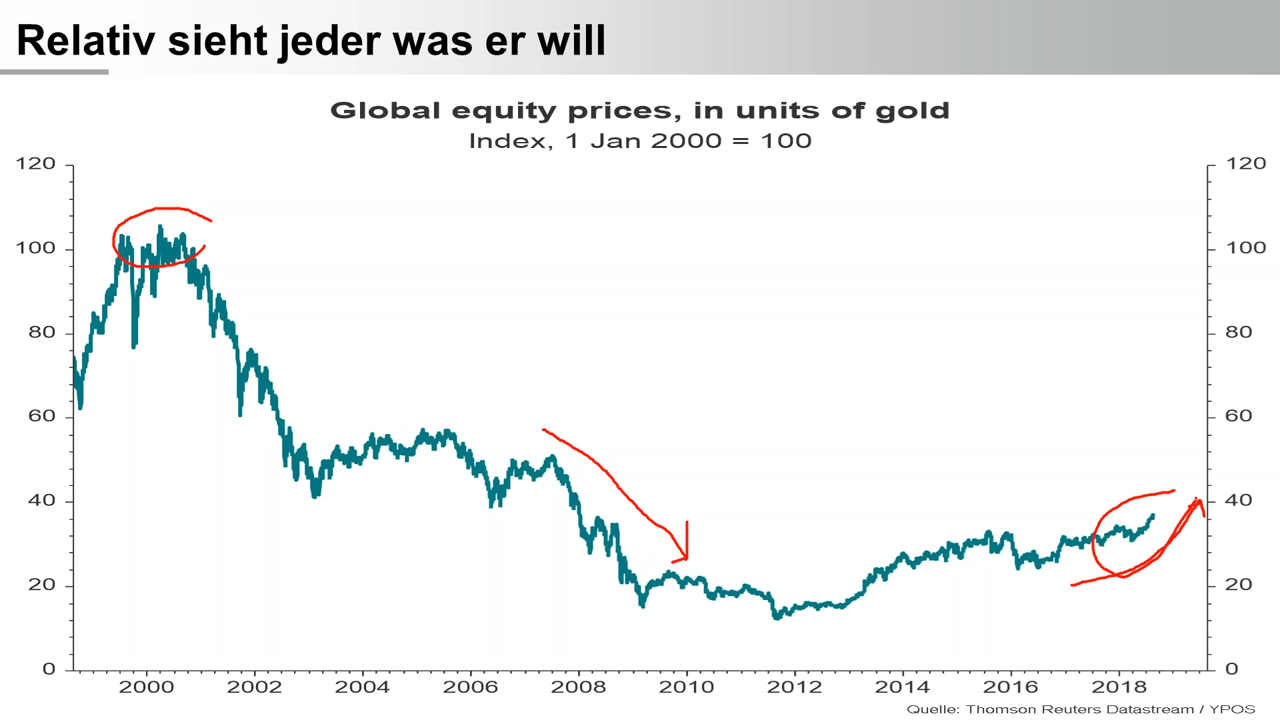 Relativ sieht jeder was er will
Global equity prices, in units of gold
Index, 1 Jan 2000 = 100
120 120
100 100
80 80
60 60
40 40
20 20
0 0
2000 2002 2004 2006 2008 2010 2012 2014 2016 2018
Quelle: Thomson Reuters Datastream / YPOS